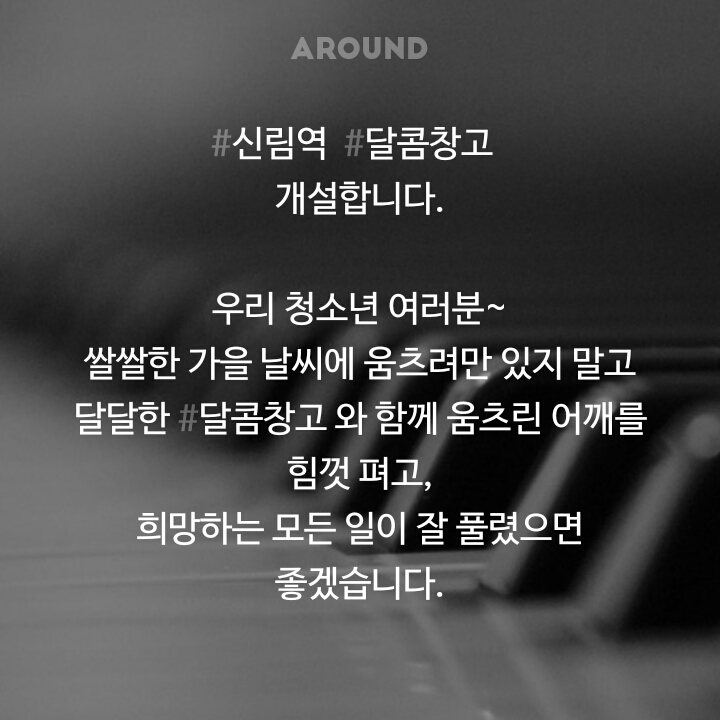 AROUND
#신림역 #달콤창고
개설합니다.
우리 청소년 여러분~
쌀쌀한 가을 날씨에 움츠려만 있지 말고
달달한 #달콤창고 와 함께 움츠린 어깨를
힘껏 펴고,
희망하는 모든 일이 잘 풀렸으면
좋겠습니다.